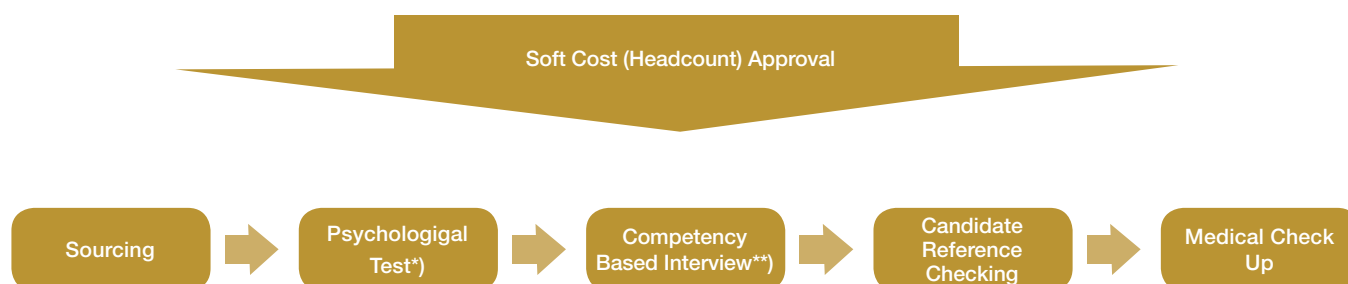 Soft Cost (Headcount) Approval
Sourcing
Psychologigal
Test*)
Competency
Based Interview**)
Candidate
Reference
Checking
Medical Check
Up